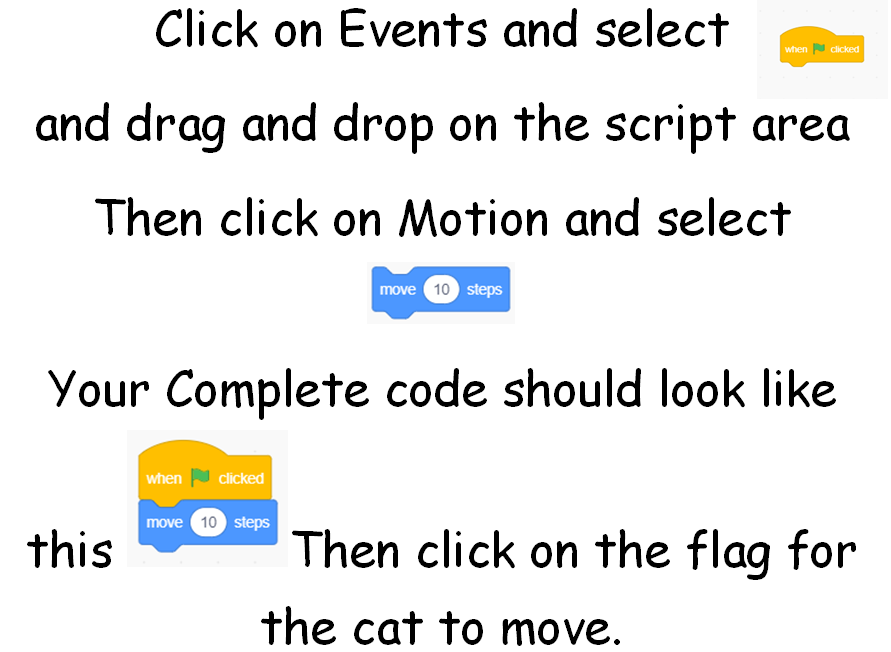 Click on Events and select when clicked
and drag and drop on the script area
Then click on Motion and select
move 10 steps
Your Complete code should look like
when clicked
move 10 steps
this Then click on the flag for
the cat to move.